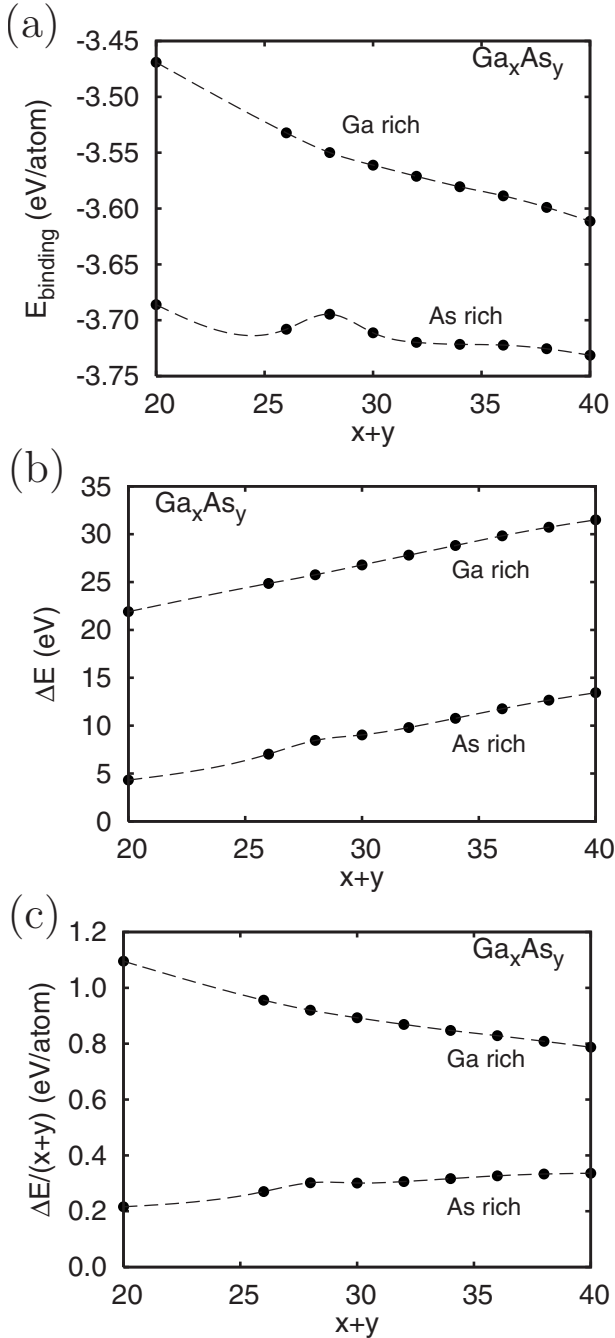 (a)
-3.45
-3.50
-3.55
-3.60
-3.65
-3.70
-3.75
E_binding (eV/atom)
Ga_xAs_y
Ga rich
As rich
20 25 30 35 40
x+y
(b)
35
30
25
20
15
10
5
0
ΔE (eV)
Ga_xAs_y
Ga rich
As rich
20 25 30 35 40
x+y
(c)
1.2
1.0
0.8
0.6
0.4
0.2
0.0
ΔE/(x+y) (eV/atom)
Ga_xAs_y
Ga rich
As rich
20 25 30 35 40
x+y